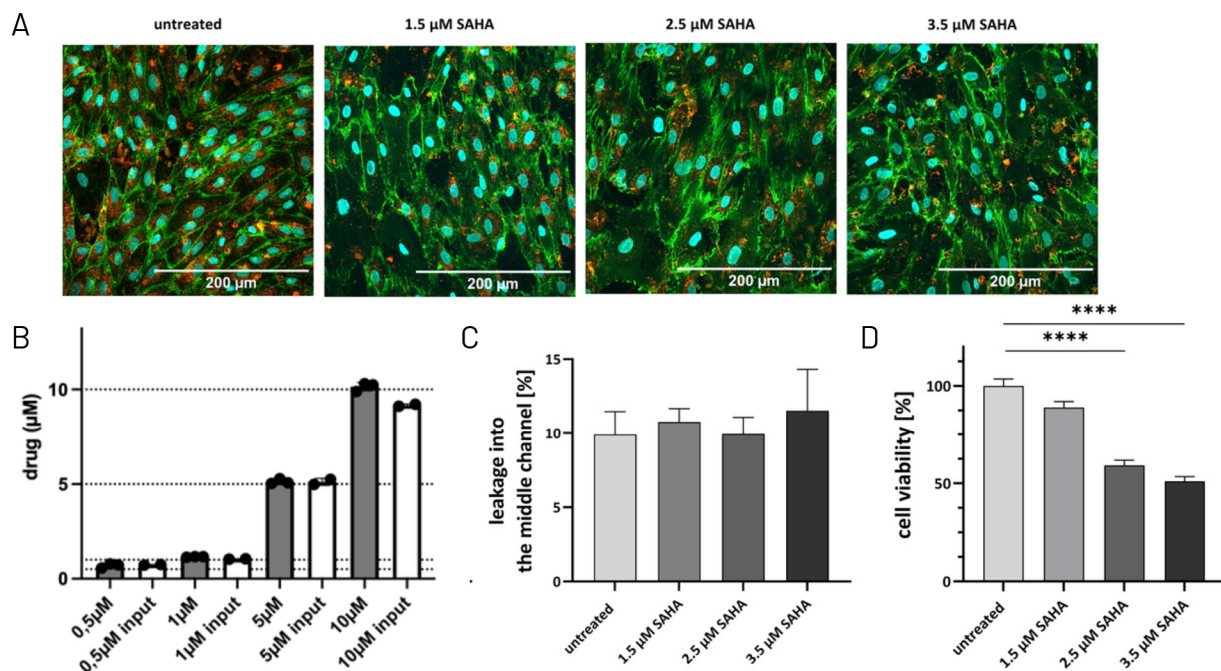 A
untreated
1.5 µM SAHA
2.5 µM SAHA
3.5 µM SAHA
200 µm
200 µm
200 µm
200 µm
B
drug (µM)
10
5
0
0,5µM
0,5µM input
1µM
1µM input
5µM
5µM input
10µM
10µM input
C
leakage into
the middle channel [%]
15
10
5
0
untreated
1.5 µM SAHA
2.5 µM SAHA
3.5 µM SAHA
D
****
****
cell viability [%]
100
50
0
untreated
1.5 µM SAHA
2.5 µM SAHA
3.5 µM SAHA